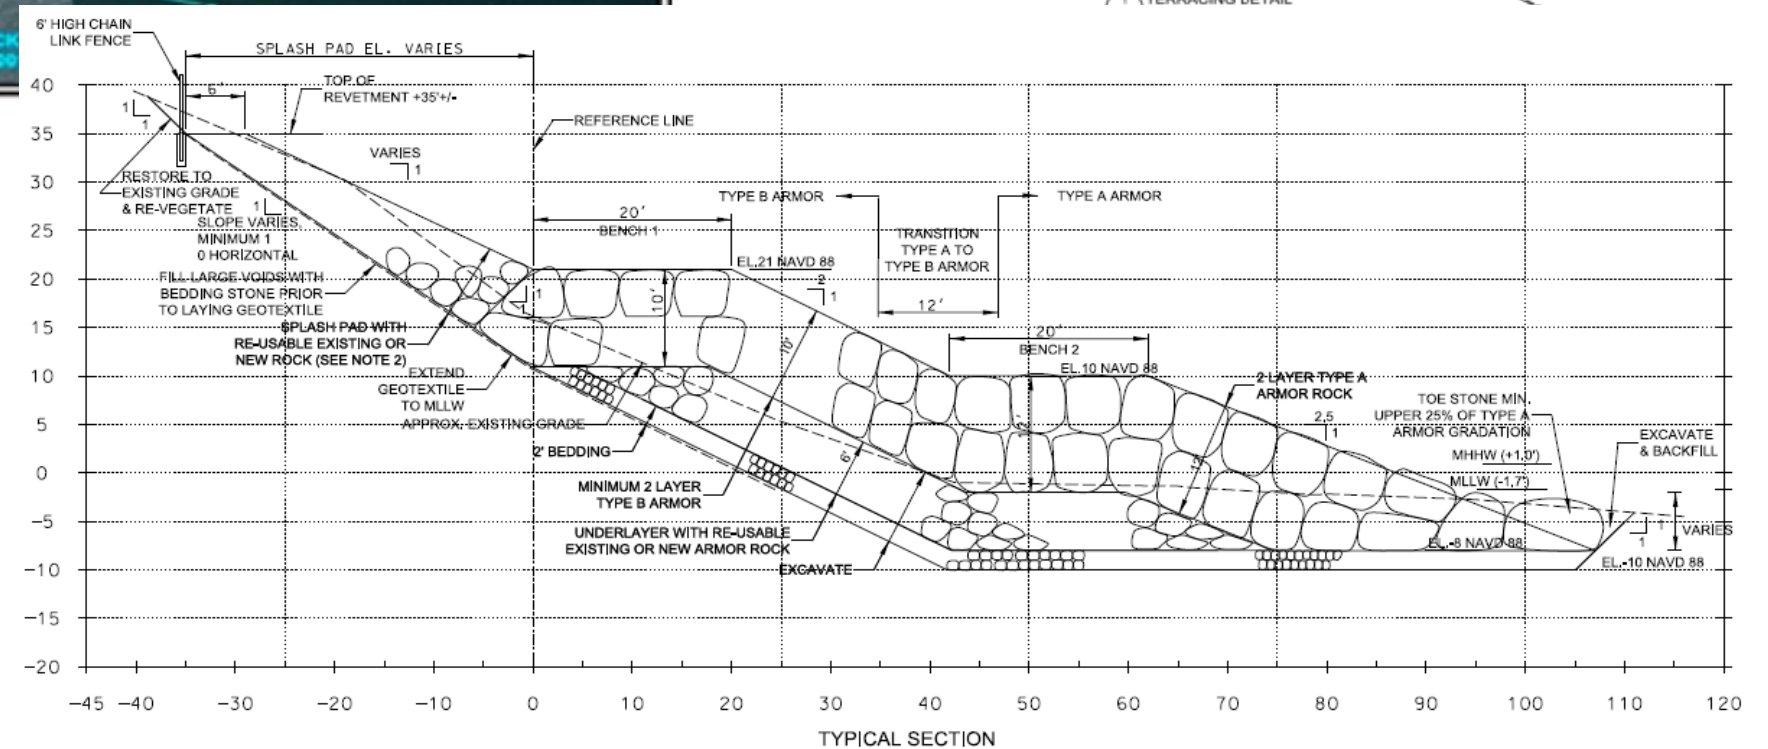 TERRACING DETAIL
6' HIGH CHAIN
LINK FENCE
SPLASH PAD EL. VARIES
6'
TOP OF
REVETMENT +35'+/-
REFERENCE LINE
1
1
VARIES
1
RESTORE TO
EXISTING GRADE
& RE-VEGETATE
1
SLOPE VARIES,
MINIMUM 1
0 HORIZONTAL
FILL LARGE VOIDS WITH
BEDDING STONE PRIOR
TO LAYING GEOTEXTILE
SPLASH PAD WITH
RE-USABLE EXISTING OR
NEW ROCK (SEE NOTE 2)
EXTEND
GEOTEXTILE
TO MLLW
APPROX. EXISTING GRADE
2' BEDDING
MINIMUM 2 LAYER
TYPE B ARMOR
UNDERLAYER WITH RE-USABLE
EXISTING OR NEW ARMOR ROCK
EXCAVATE
1
1
20'
BENCH 1
EL.21 NAVD 88
10'
10'
6'
2
1
TYPE B ARMOR
TYPE A ARMOR
TRANSITION
TYPE A TO
TYPE B ARMOR
12'
20'
BENCH 2
EL.10 NAVD 88
12'
12'
2 LAYER TYPE A
ARMOR ROCK
2.5
1
TOE STONE MIN.
UPPER 25% OF TYPE A
ARMOR GRADATION
MHHW (+1.0')
MLLW (-1.7')
EXCAVATE
& BACKFILL
1
1
VARIES
EL.-8 NAVD 88
EL.-10 NAVD 88
40
35
30
25
20
15
10
5
0
-5
-10
-15
-20
-45 -40 -30 -20 -10 0 10 20 30 40 50 60 70 80 90 100 110 120
TYPICAL SECTION